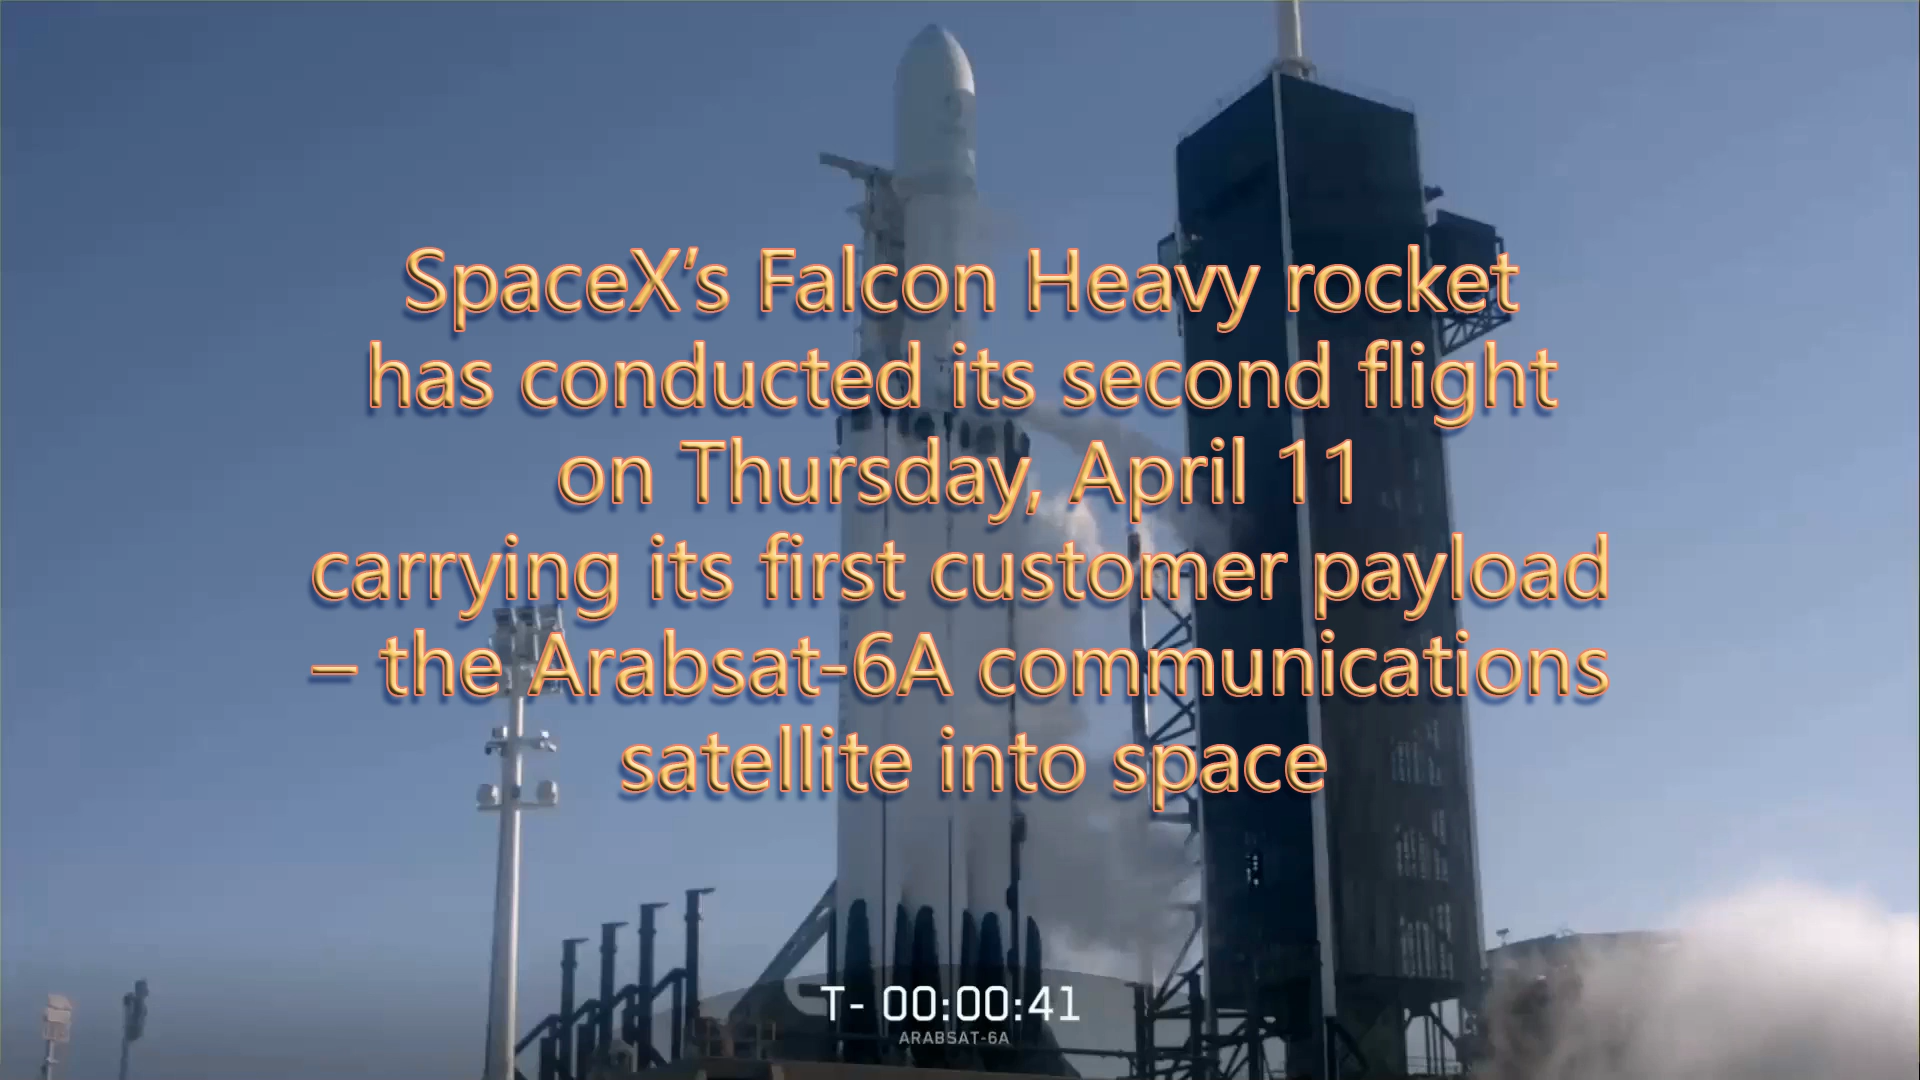 SpaceX’s Falcon Heavy rocket
has conducted its second flight
on Thursday, April 11
carrying its first customer payload
– the Arabsat-6A communications
satellite into space
T- 00:00:41
ARABSAT-6A